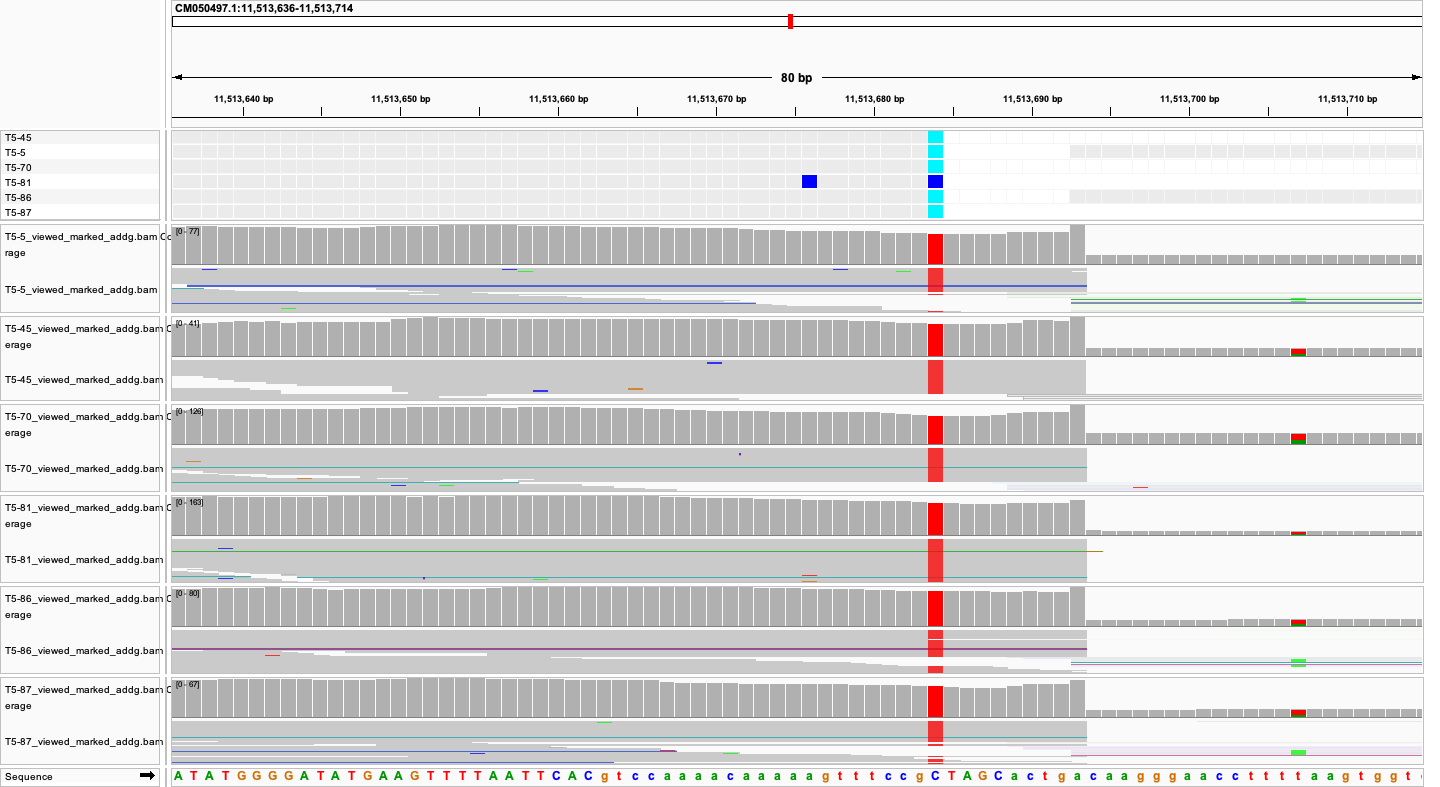 CM050497.1:11,513,636-11,513,714
80 bp
11,513,640 bp 11,513,650 bp 11,513,660 bp 11,513,670 bp 11,513,680 bp 11,513,690 bp 11,513,700 bp 11,513,710 bp
T5-45
T5-5
T5-70
T5-81
T5-86
T5-87
T5-5_viewed_marked_addg.bam Co
[0 - 77]
rage
T5-5_viewed_marked_addg.bam
T5-45_viewed_marked_addg.bam C
[0 - 41]
erage
T5-45_viewed_marked_addg.bam
T5-70_viewed_marked_addg.bam C
[0 - 126]
erage
T5-70_viewed_marked_addg.bam
T5-81_viewed_marked_addg.bam C
[0 - 163]
erage
T5-81_viewed_marked_addg.bam
T5-86_viewed_marked_addg.bam C
[0 - 80]
erage
T5-86_viewed_marked_addg.bam
T5-87_viewed_marked_addg.bam C
[0 - 67]
erage
T5-87_viewed_marked_addg.bam
Sequence A T A T G G G G A T A T G A A G T T T T A A T T C A C g t c c a a a a c a a a a a g t t t c c g C T A G C a c t g a c a a g g g a a c c t t t t a a g t g g t